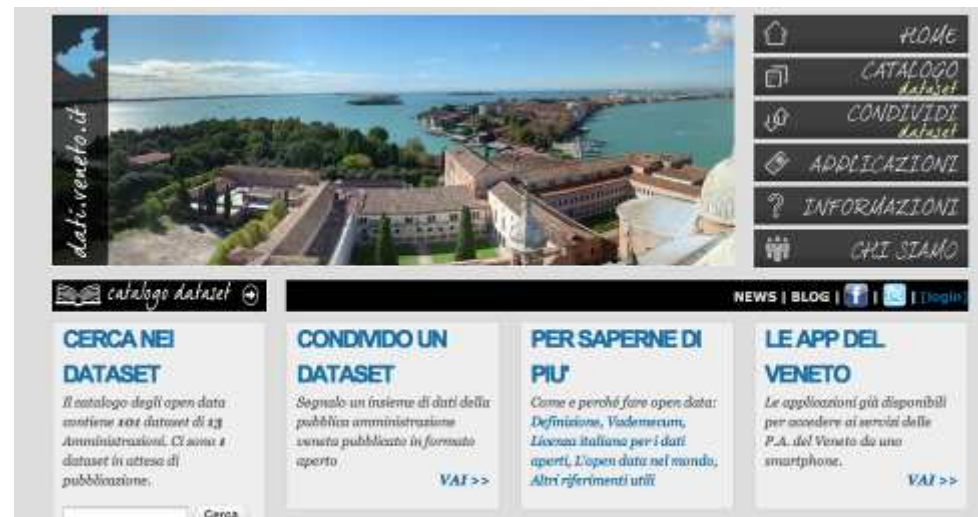 dati.veneto.it
HOME
CATALOGO
dataset
CONDIVIDI
dataset
APPLICAZIONI
INFORMAZIONI
CHI SIAMO
catalogo dataset
NEWS | BLOG | | | [login]
CERCA NEI
DATASET
Il catalogo degli open data
contiene 101 dataset di 13
Amministrazioni. Ci sono 1
dataset in attesa di
pubblicazione.
Cerca
CONDIVIDO UN
DATASET
Segnalo un insieme di dati della
pubblica amministrazione
veneta pubblicato in formato
aperto
VAI >>
PER SAPERNE DI
PIU'
Come e perché fare open data:
Definizione, Vademecum,
Licenza italiana per i dati
aperti, L'open data nel mondo,
Altri riferimenti utili
LE APP DEL
VENETO
Le applicazioni già disponibili
per accedere ai servizi delle
P.A. del Veneto da uno
smartphone.
VAI >>